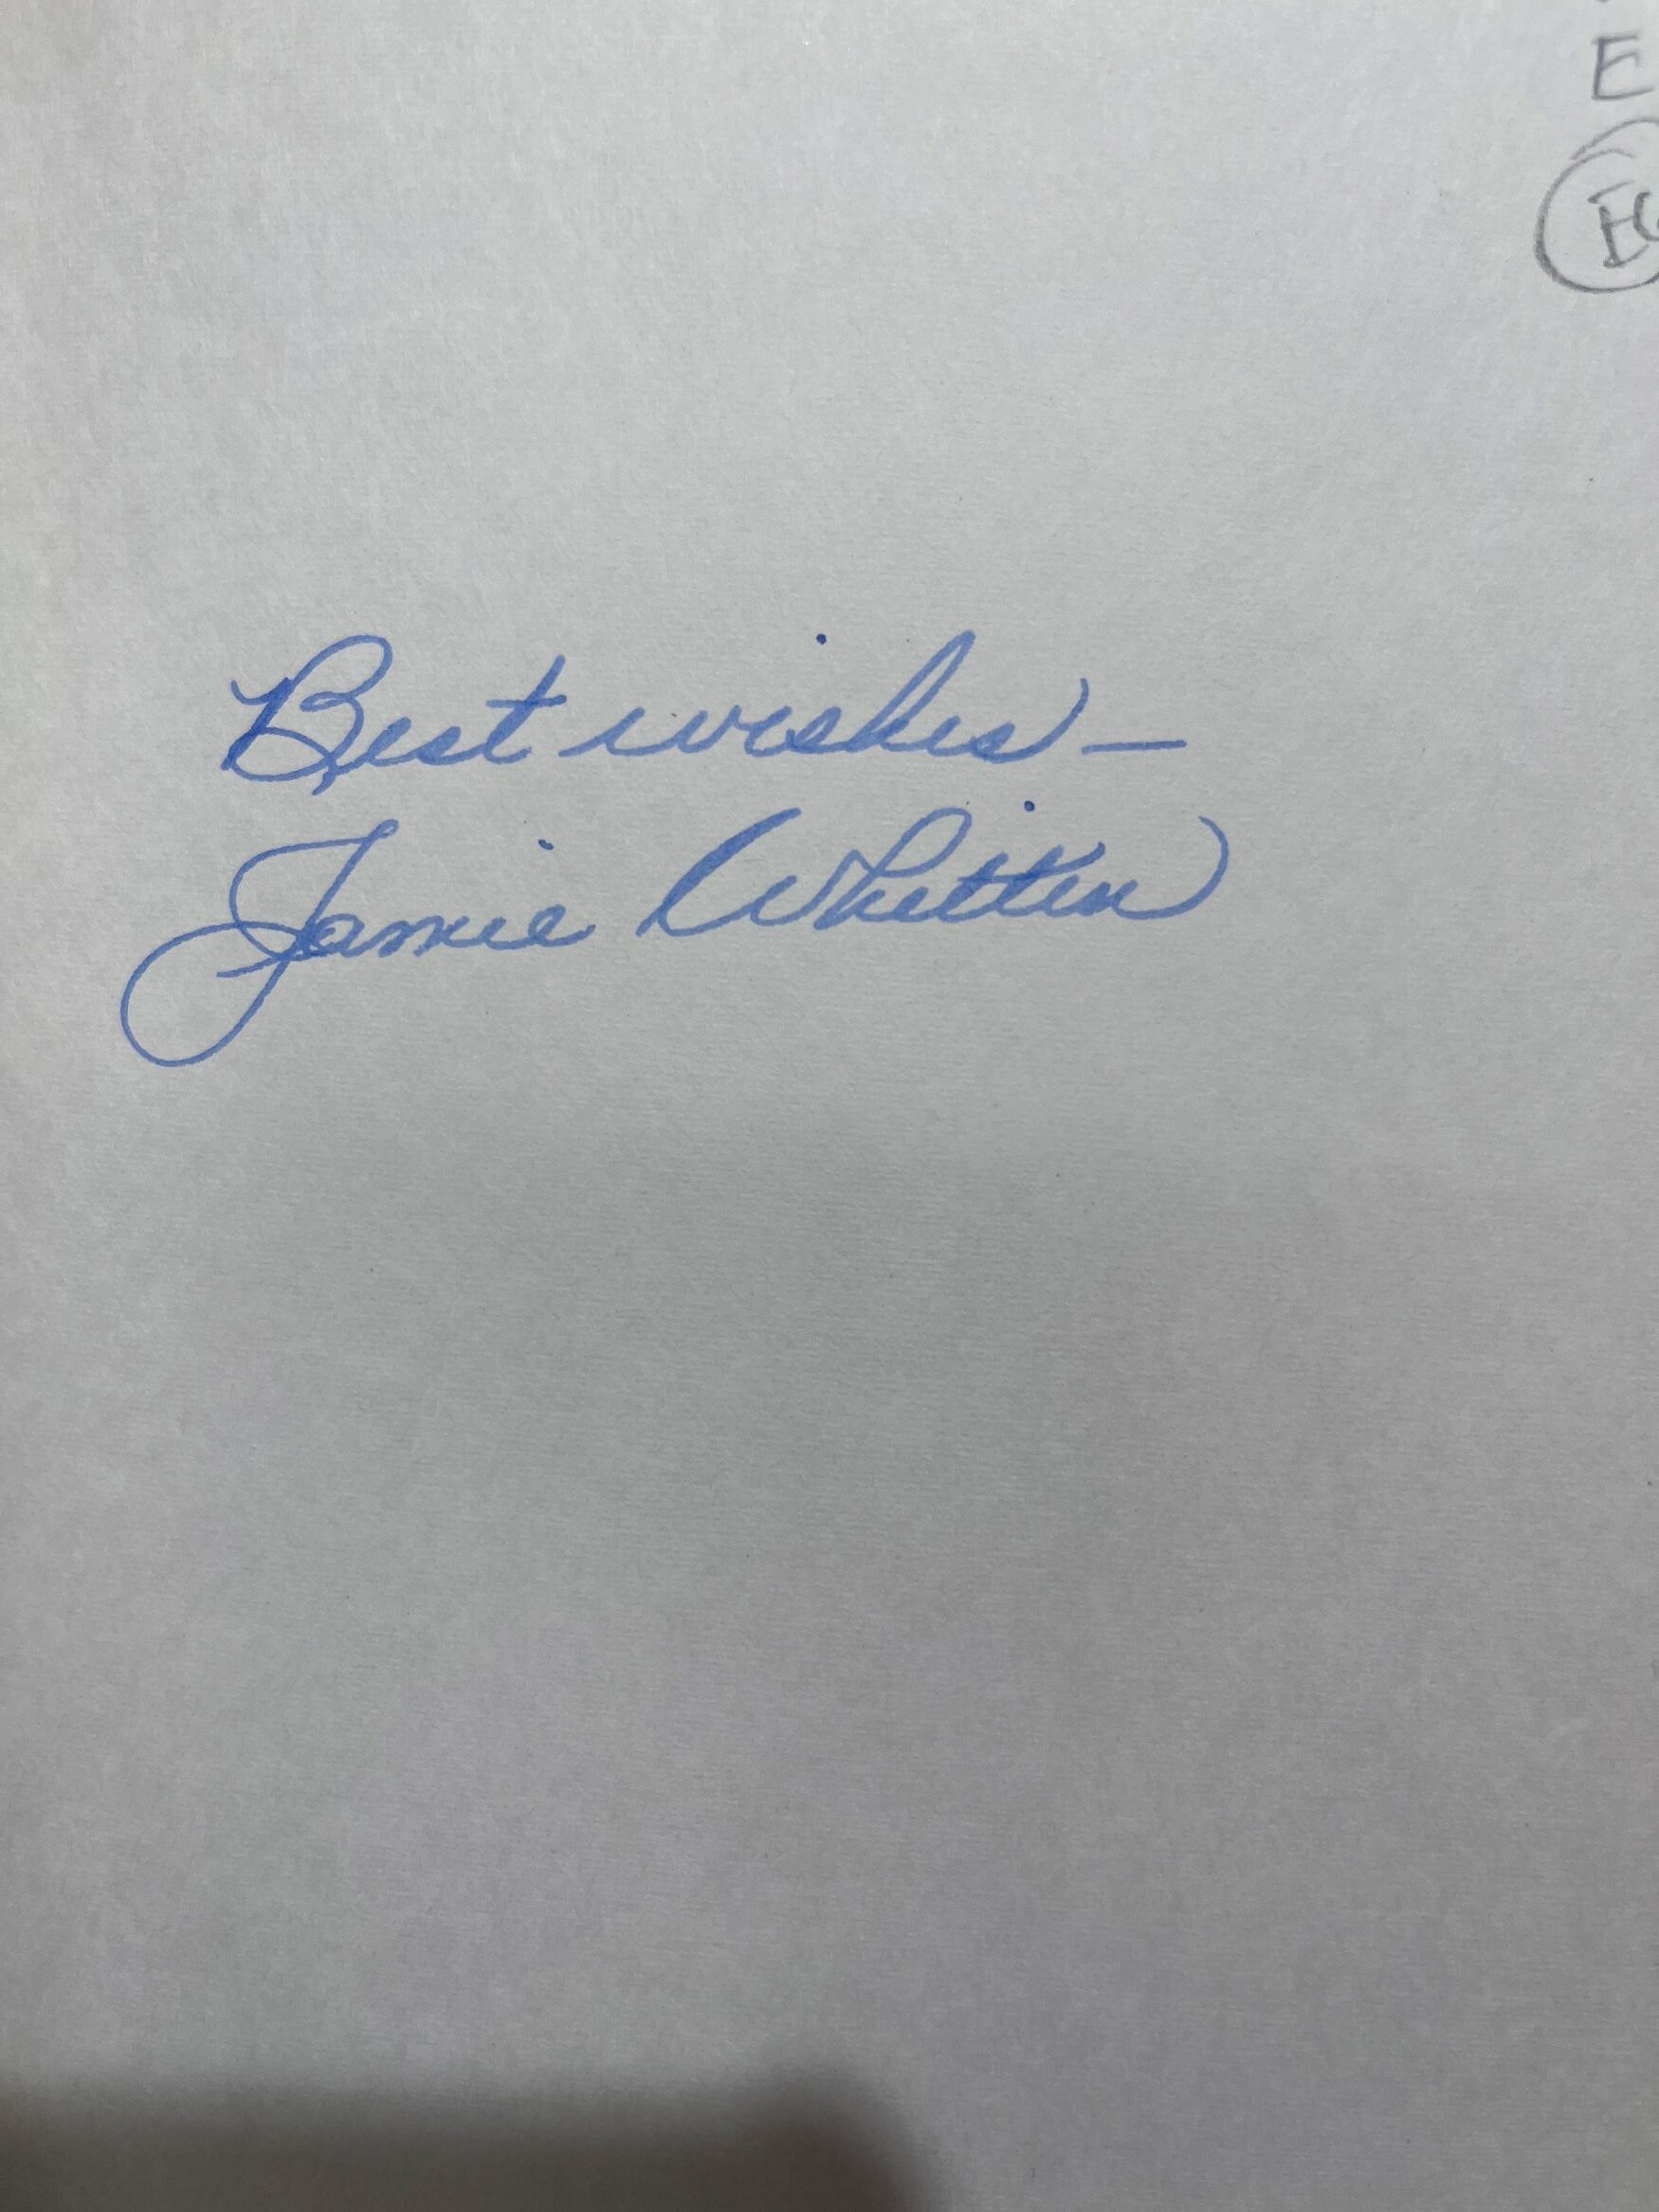 E
Best wishes —
Jamie Whitten